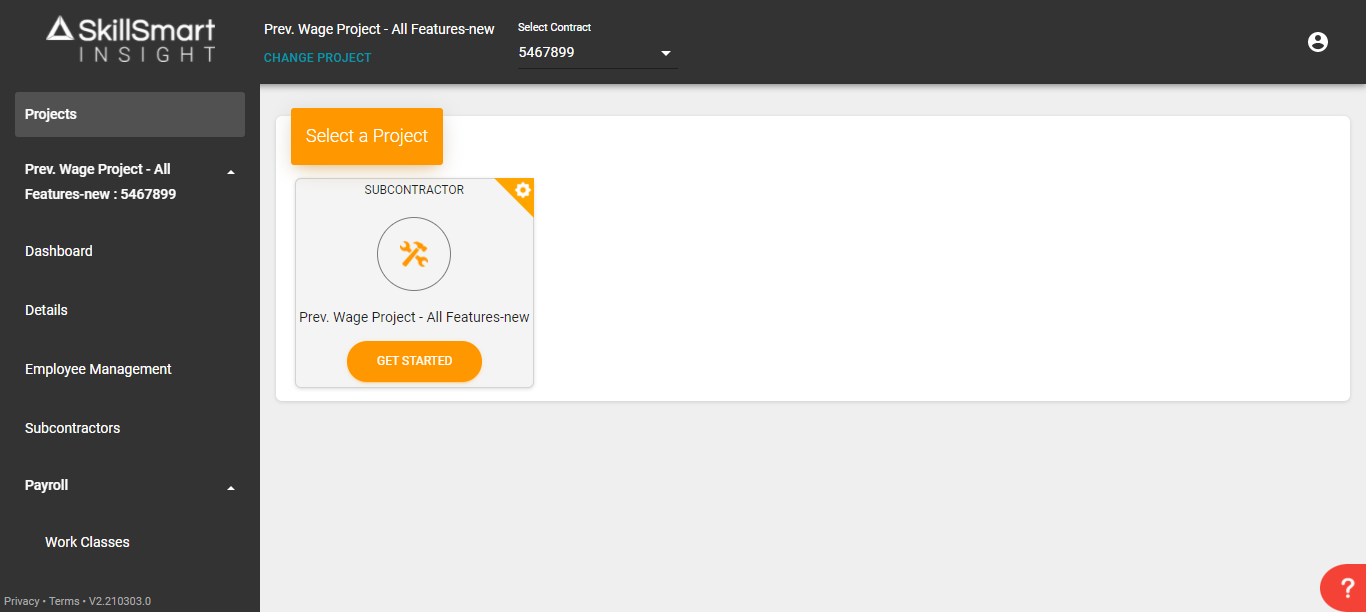 SkillSmart
INSIGHT
Prev. Wage Project - All Features-new
CHANGE PROJECT
Select Contract
5467899
Projects
Prev. Wage Project - All
Features-new : 5467899
Dashboard
Details
Employee Management
Subcontractors
Payroll
Work Classes
Privacy • Terms • V2.210303.0
Select a Project
SUBCONTRACTOR
Prev. Wage Project - All Features-new
GET STARTED
?